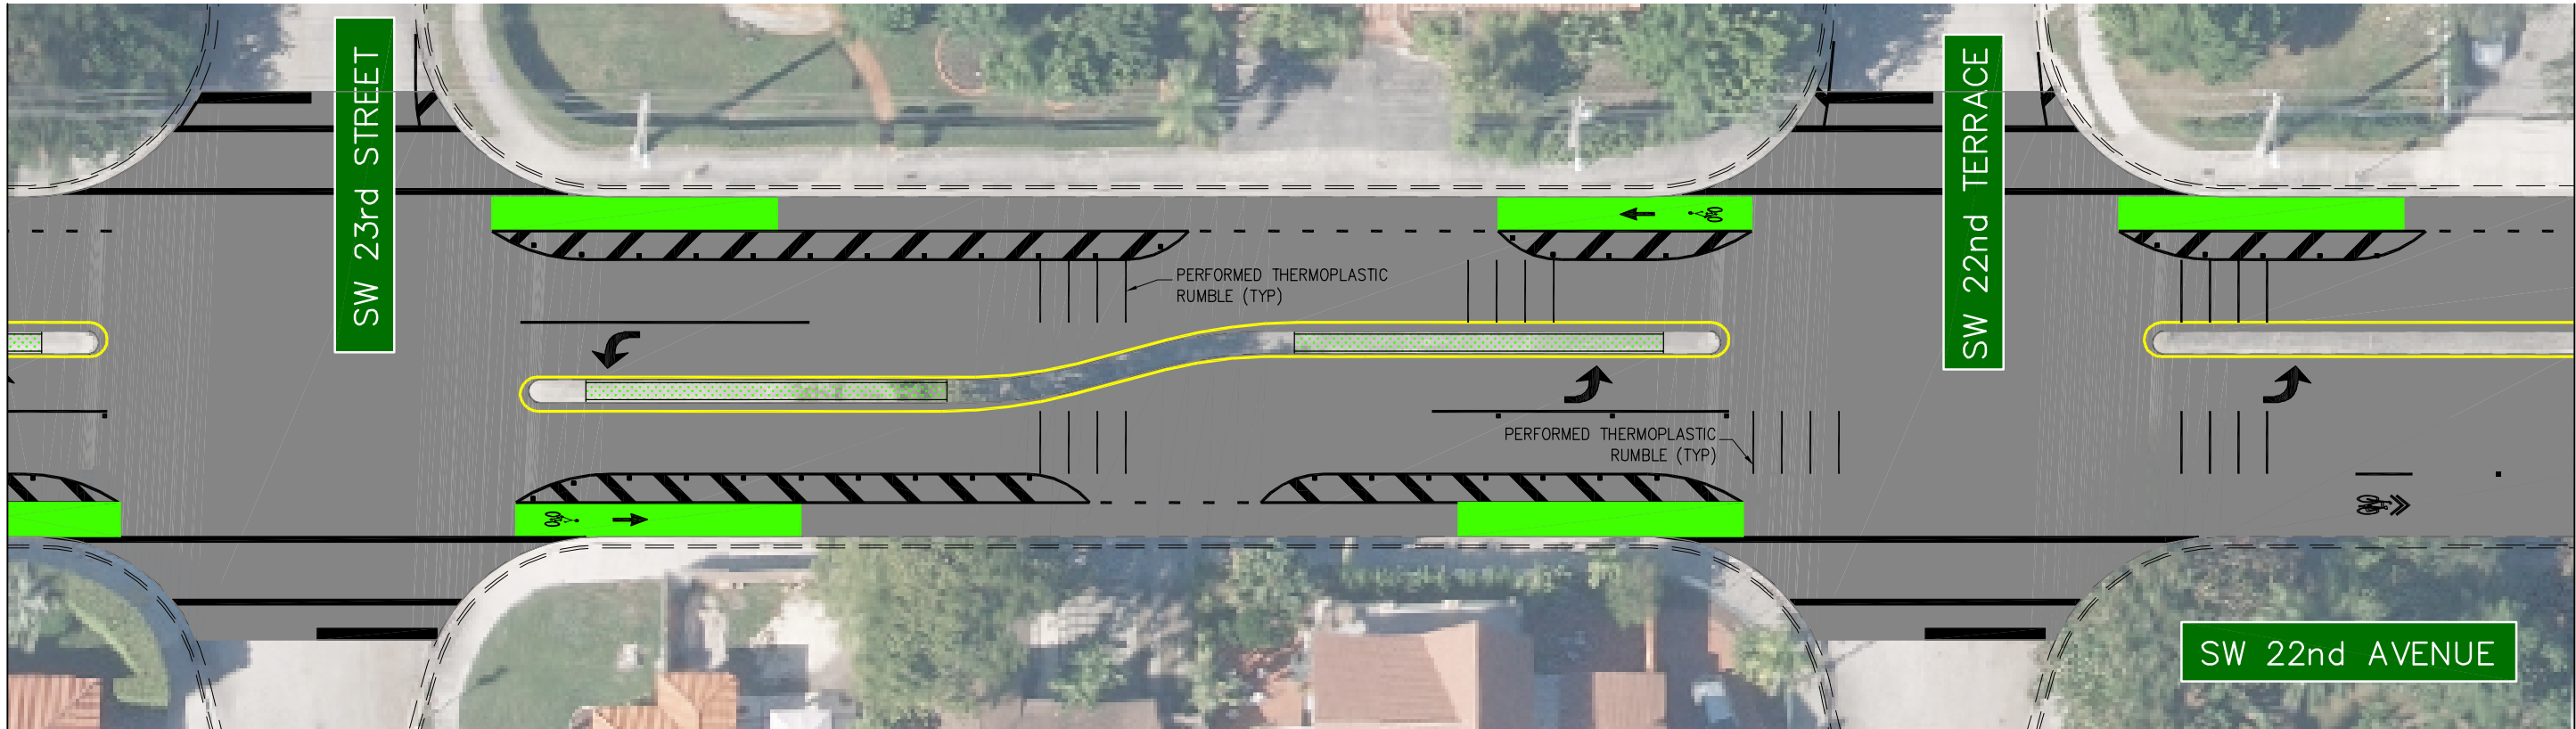 SW 23rd STREET
SW 22nd TERRACE
PERFORMED THERMOPLASTIC
RUMBLE (TYP)
PERFORMED THERMOPLASTIC
RUMBLE (TYP)
SW 22nd AVENUE